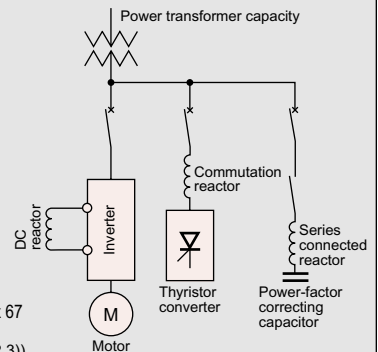 Power transformer capacity
Commutation
reactor
DC
reactor
Inverter
Series
connected
reactor
Thyristor
converter
Power-factor
correcting
capacitor
M
Motor
67